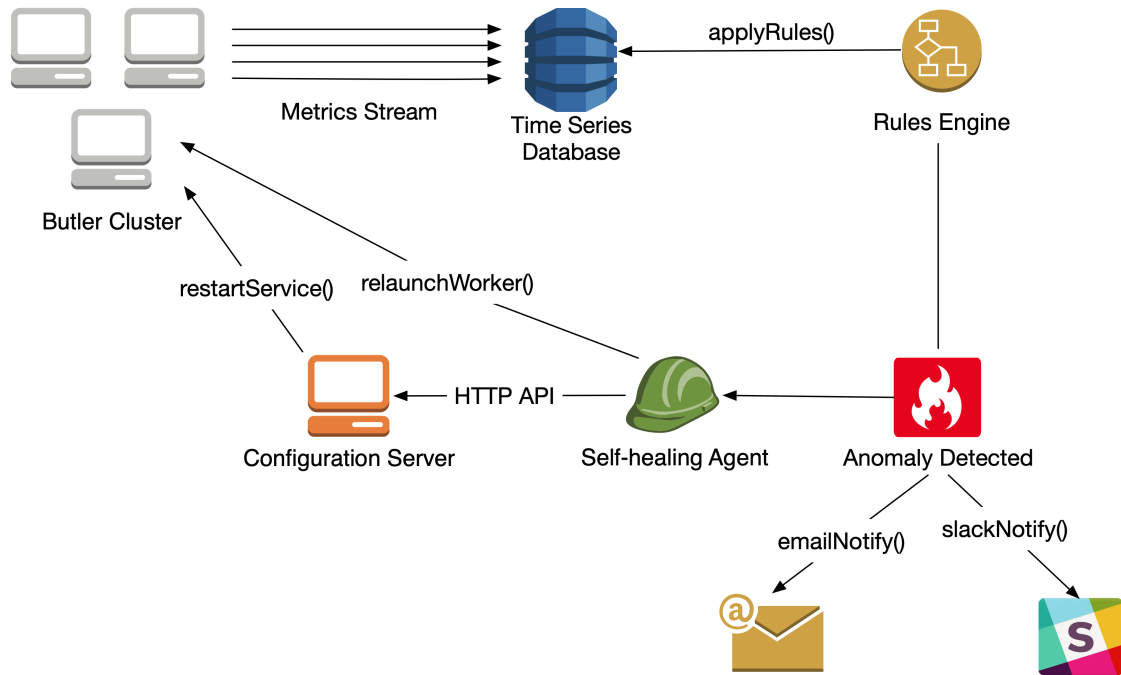 applyRules()
Metrics Stream
Time Series
Database
Rules Engine
Butler Cluster
restartService()
relaunchWorker()
HTTP API
Configuration Server
Self-healing Agent
Anomaly Detected
emailNotify()
slackNotify()
@
S